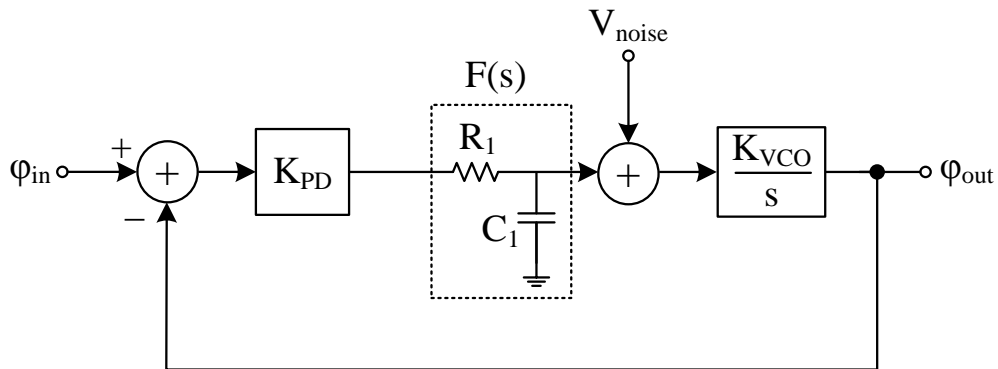 V_noise
F(s)
R_1
+
φ_in
+
K_PD
+
K_VCO
s
φ_out
−
C_1